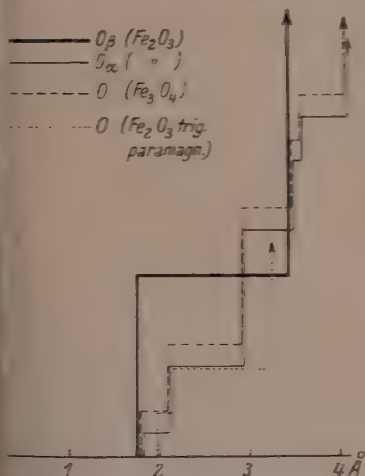 Oβ (Fe₂O₃)
Oα ( " )
O (Fe₃O₄)
O (Fe₂O₃ trig.
paramagn.)
1 2 3 4 Å